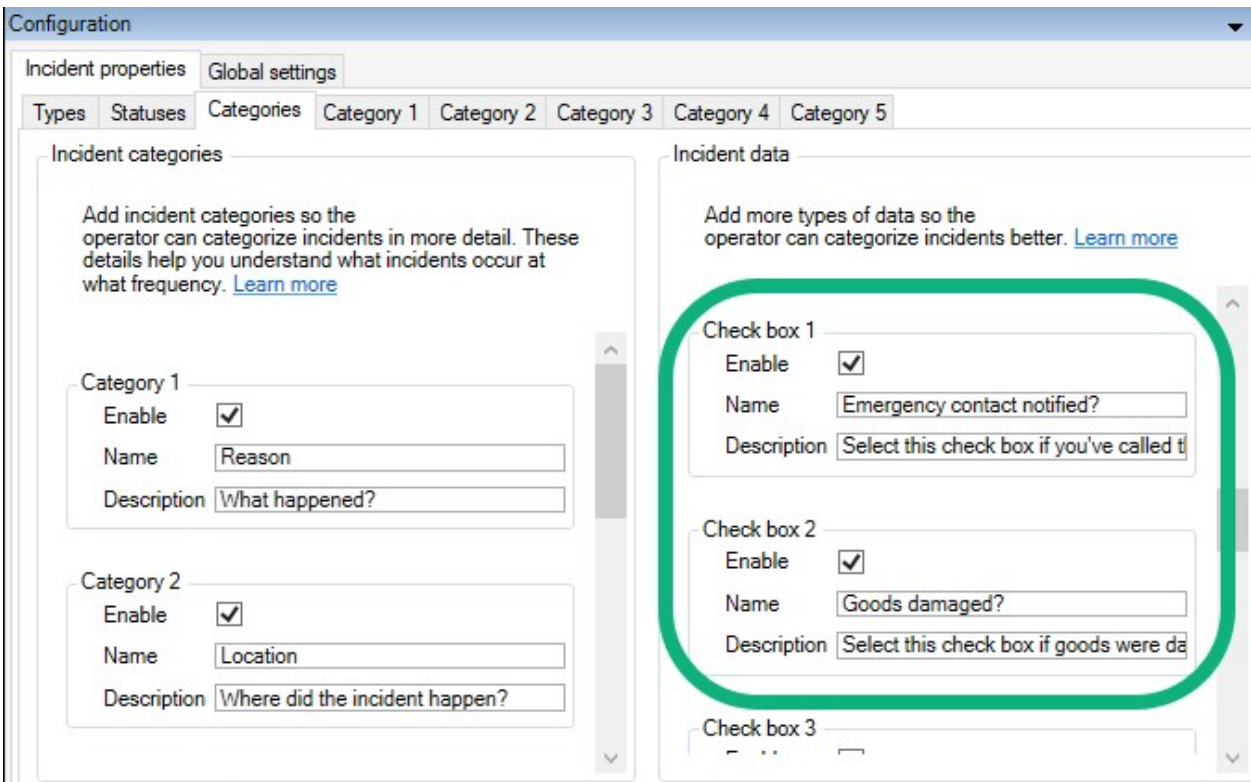 Configuration
Incident properties Global settings
Types Statuses Categories Category 1 Category 2 Category 3 Category 4 Category 5
Incident categories
Add incident categories so the
operator can categorize incidents in more detail. These
details help you understand what incidents occur at
what frequency. Learn more
Category 1
Enable
Name Reason
Description What happened?
Category 2
Enable
Name Location
Description Where did the incident happen?
Incident data
Add more types of data so the
operator can categorize incidents better. Learn more
Check box 1
Enable
Name Emergency contact notified?
Description Select this check box if you've called
Check box 2
Enable
Name Goods damaged?
Description Select this check box if goods were
Check box 3